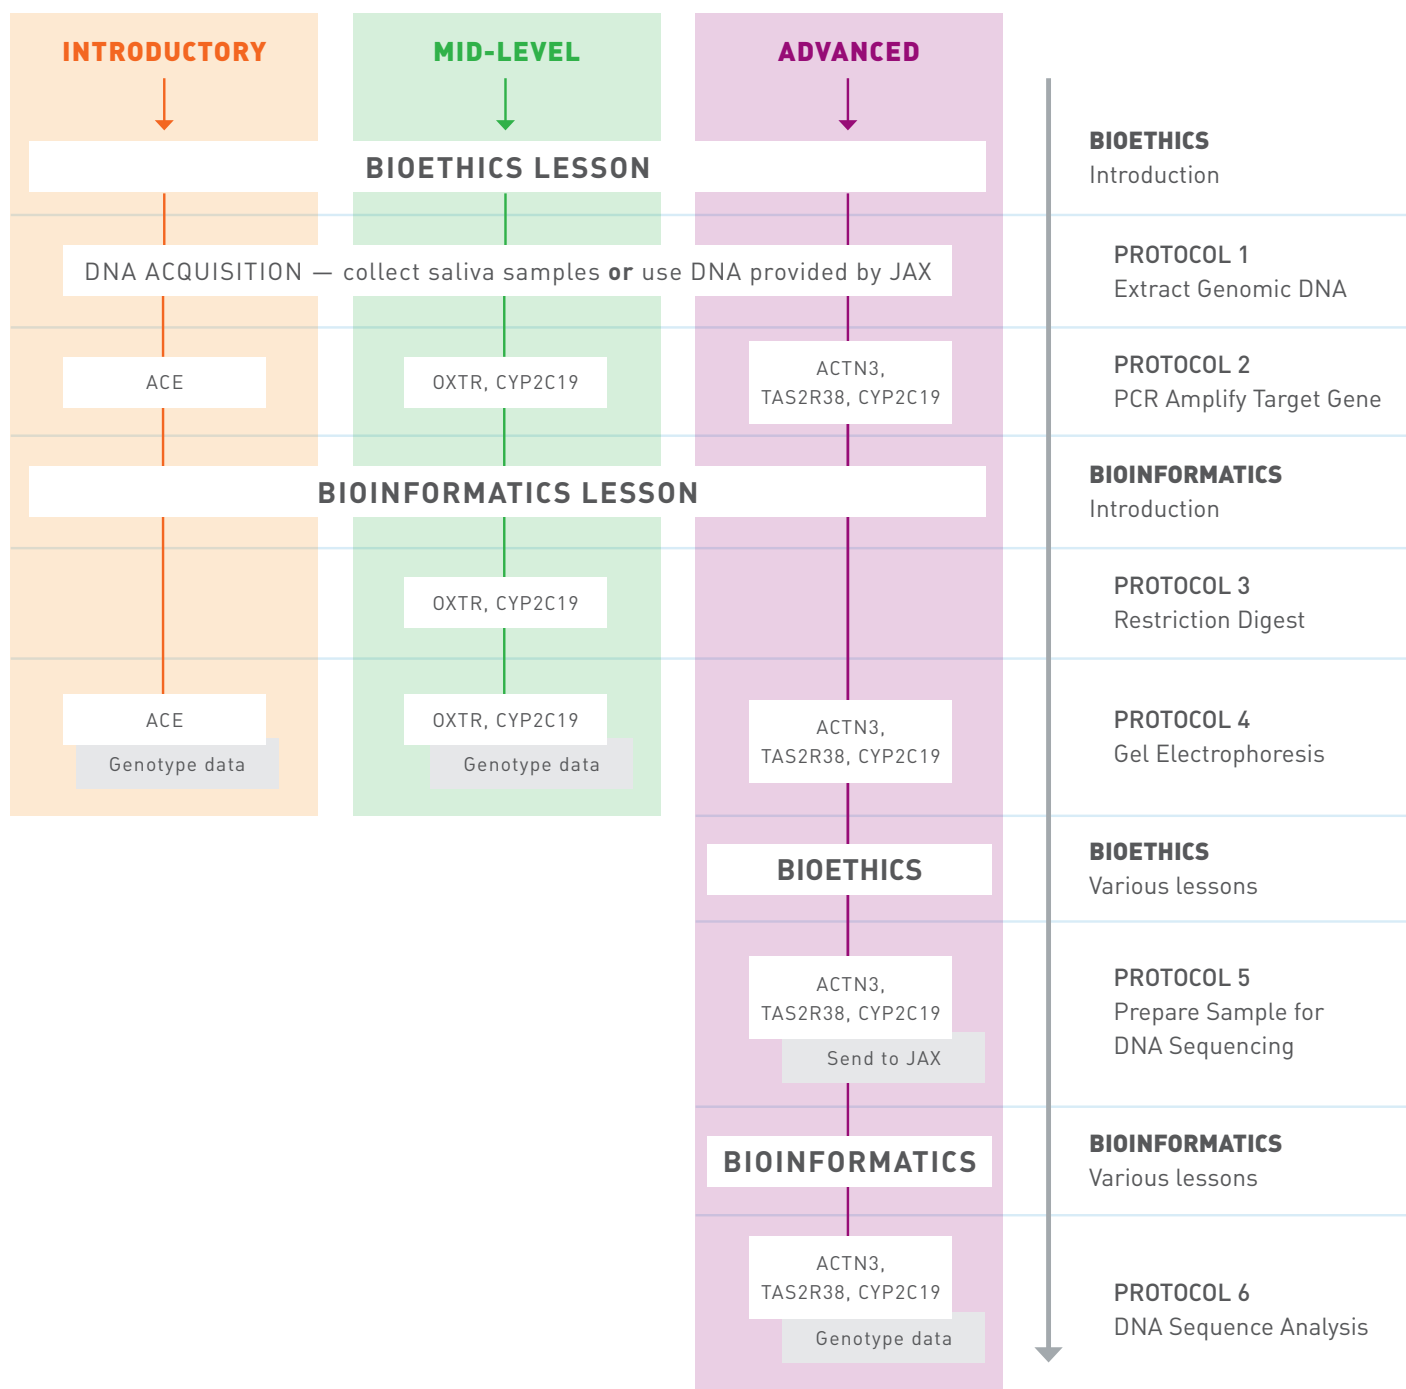 INTRODUCTORY
MID-LEVEL
ADVANCED
BIOETHICS LESSON
BIOETHICS
Introduction
DNA ACQUISITION — collect saliva samples or use DNA provided by JAX
PROTOCOL 1
Extract Genomic DNA
ACE
OXTR, CYP2C19
ACTN3,
TAS2R38, CYP2C19
PROTOCOL 2
PCR Amplify Target Gene
BIOINFORMATICS LESSON
BIOINFORMATICS
Introduction
OXTR, CYP2C19
PROTOCOL 3
Restriction Digest
ACE
Genotype data
OXTR, CYP2C19
Genotype data
ACTN3,
TAS2R38, CYP2C19
PROTOCOL 4
Gel Electrophoresis
BIOETHICS
BIOETHICS
Various lessons
ACTN3,
TAS2R38, CYP2C19
Send to JAX
PROTOCOL 5
Prepare Sample for
DNA Sequencing
BIOINFORMATICS
BIOINFORMATICS
Various lessons
ACTN3,
TAS2R38, CYP2C19
Genotype data
PROTOCOL 6
DNA Sequence Analysis